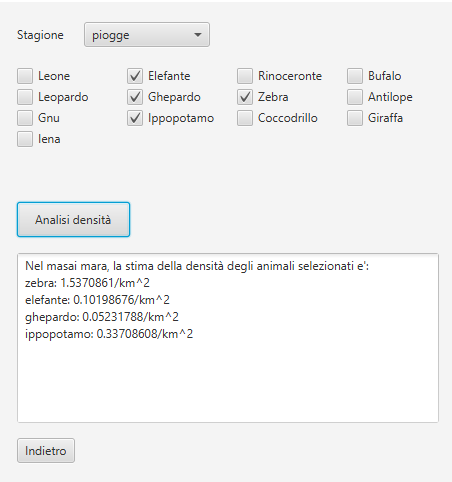 Stagione piogge
Leone Elefante Rinoceronte Bufalo
Leopardo Ghepardo Zebra Antilope
Gnu Ippopotamo Coccodrillo Giraffa
Iena
Analisi densità
Nel masai mara, la stima della densità degli animali selezionati e':
zebra: 1.5370861/km^2
elefante: 0.10198676/km^2
ghepardo: 0.05231788/km^2
ippopotamo: 0.33708608/km^2
Indietro